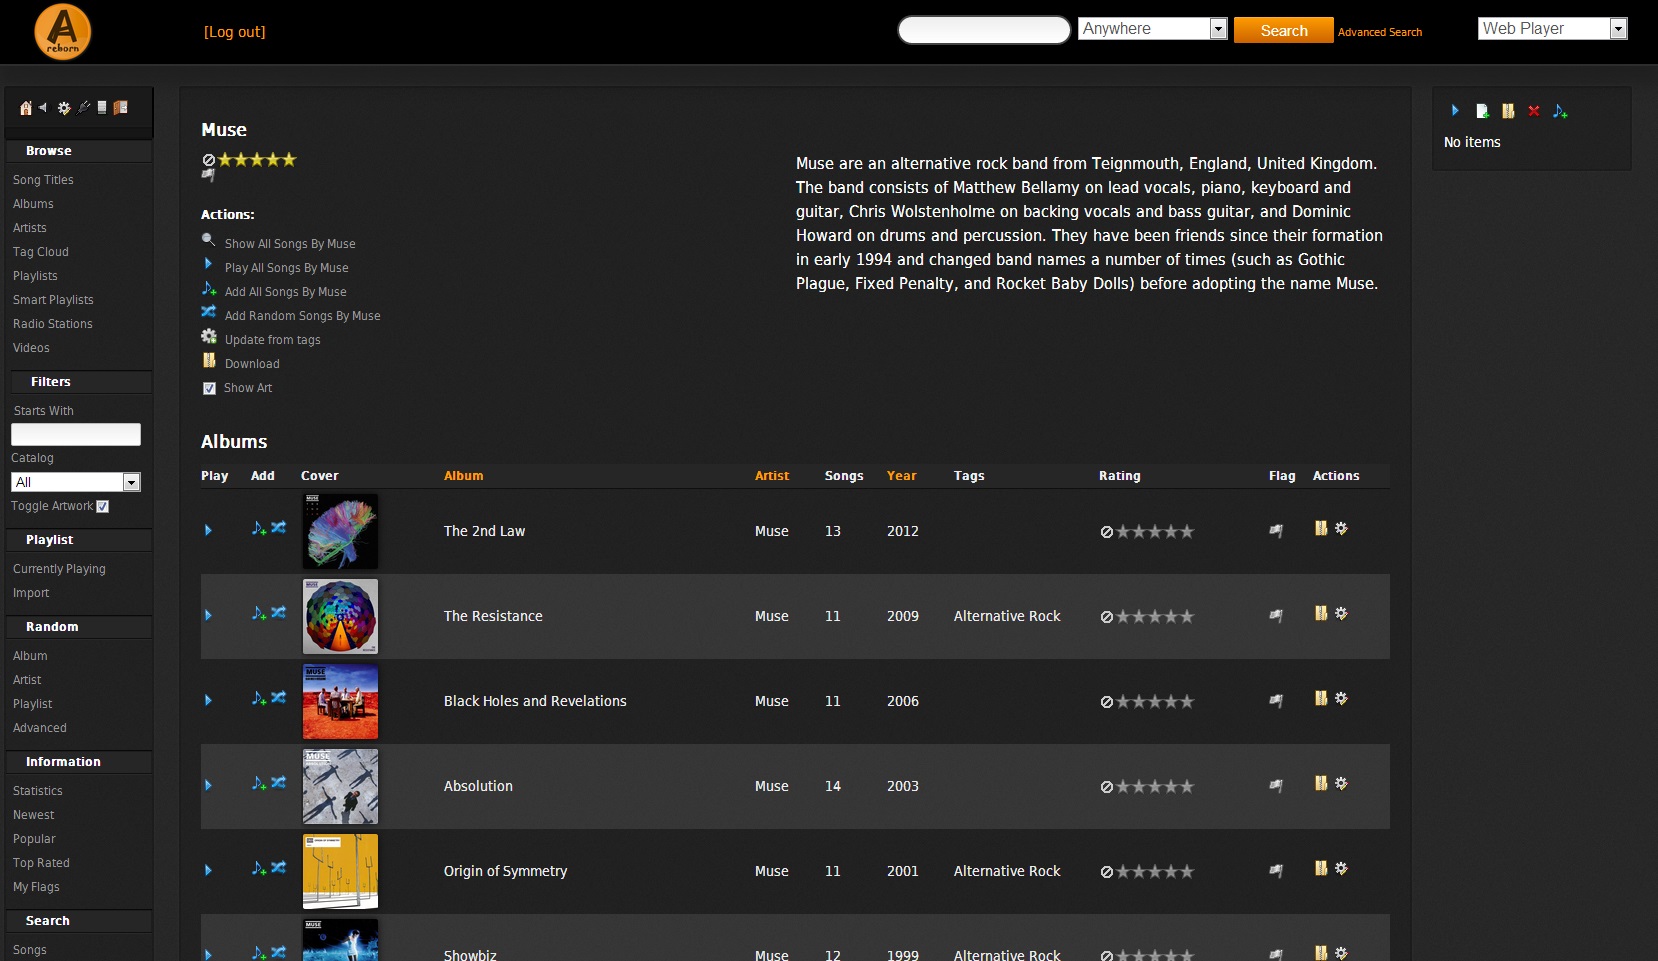 A
reborn
[Log out]
Anywhere
Search
Advanced Search
Web Player
Browse
Song Titles
Albums
Artists
Tag Cloud
Playlists
Smart Playlists
Radio Stations
Videos
Filters
Starts With
Catalog
All
Toggle Artwork
Playlist
Currently Playing
Import
Random
Album
Artist
Playlist
Advanced
Information
Statistics
Newest
Popular
Top Rated
My Flags
Search
Songs
Muse
Actions:
Show All Songs By Muse
Play All Songs By Muse
Add All Songs By Muse
Add Random Songs By Muse
Update from tags
Download
Show Art
Muse are an alternative rock band from Teignmouth, England, United Kingdom.
The band consists of Matthew Bellamy on lead vocals, piano, keyboard and
guitar, Chris Wolstenholme on backing vocals and bass guitar, and Dominic
Howard on drums and percussion. They have been friends since their formation
in early 1994 and changed band names a number of times (such as Gothic
Plague, Fixed Penalty, and Rocket Baby Dolls) before adopting the name Muse.
Albums
Play Add Cover Album Artist Songs Year Tags Rating Flag Actions
MUSE
The 2nd Law Muse 13 2012
The Resistance Muse 11 2009 Alternative Rock
MUSE
Black Holes and Revelations Muse 11 2006
MUSE
Absolution Muse 14 2003
Origin of Symmetry Muse 11 2001 Alternative Rock
MUSE
Showbiz Muse 12 1999 Alternative Rock
No items